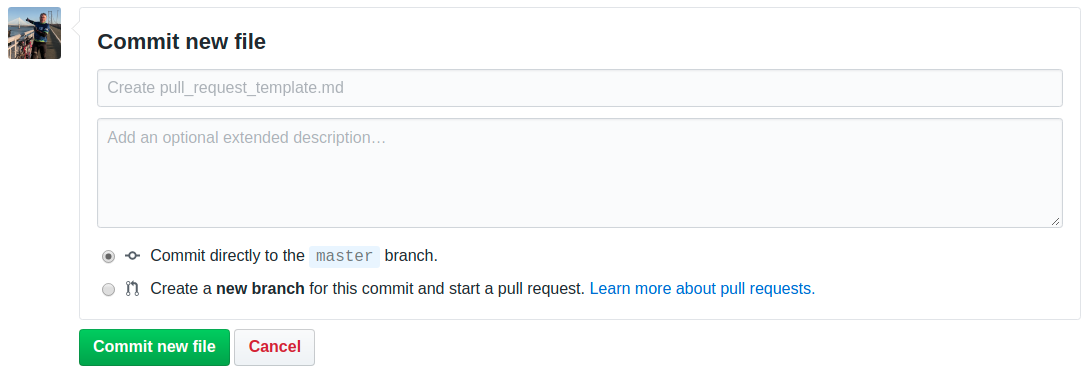 Commit new file
Create pull_request_template.md
Add an optional extended description…
Commit directly to the master branch.
Create a new branch for this commit and start a pull request. Learn more about pull requests.
Commit new file Cancel